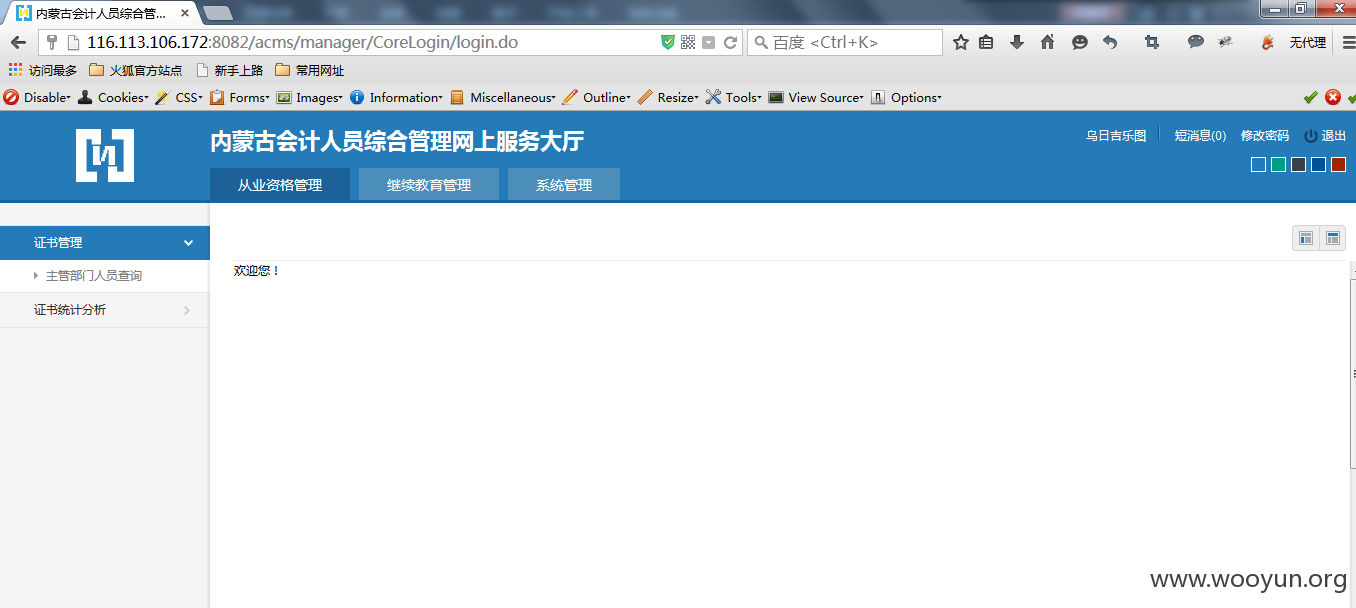 内蒙古会计人员综合管...
116.113.106.172:8082/acms/manager/CoreLogin/login.do
百度 <Ctrl+K>
无代理
访问最多 火狐官方站点 新手上路 常用网址
Disable Cookies CSS Forms Images Information Miscellaneous Outline Resize Tools View Source Options
内蒙古会计人员综合管理网上服务大厅
乌日吉乐图 短消息(0) 修改密码 退出
从业资格管理 继续教育管理 系统管理
证书管理
主管部门人员查询
证书统计分析
欢迎您！
www.wooyun.org